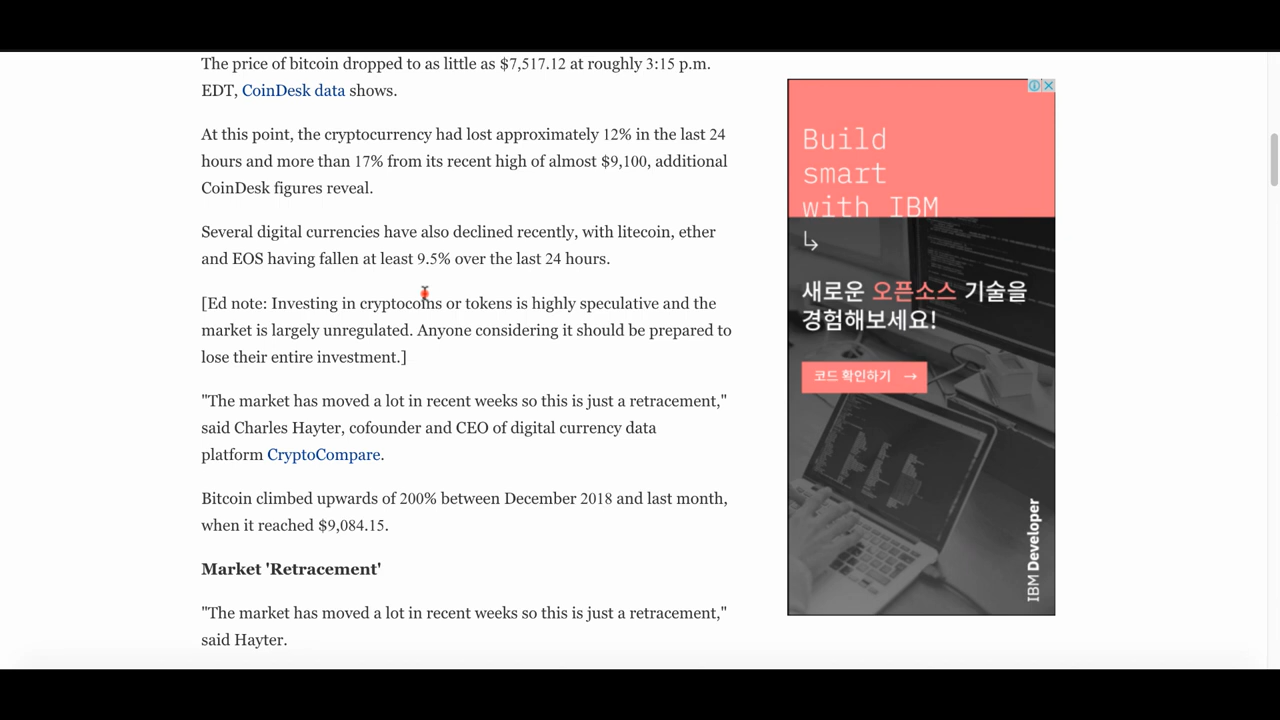 The price of bitcoin dropped to as little as $7,517.12 at roughly 3:15 p.m.
EDT, CoinDesk data shows.
At this point, the cryptocurrency had lost approximately 12% in the last 24
hours and more than 17% from its recent high of almost $9,100, additional
CoinDesk figures reveal.
Several digital currencies have also declined recently, with litecoin, ether
and EOS having fallen at least 9.5% over the last 24 hours.
[Ed note: Investing in cryptocoins or tokens is highly speculative and the
market is largely unregulated. Anyone considering it should be prepared to
lose their entire investment.]
"The market has moved a lot in recent weeks so this is just a retracement,"
said Charles Hayter, cofounder and CEO of digital currency data
platform CryptoCompare.
Bitcoin climbed upwards of 200% between December 2018 and last month,
when it reached $9,084.15.
Market 'Retracement'
"The market has moved a lot in recent weeks so this is just a retracement,"
said Hayter.
Build
smart
with IBM
새로운 오픈소스 기술을
경험해보세요!
코드 확인하기 →
IBM Developer